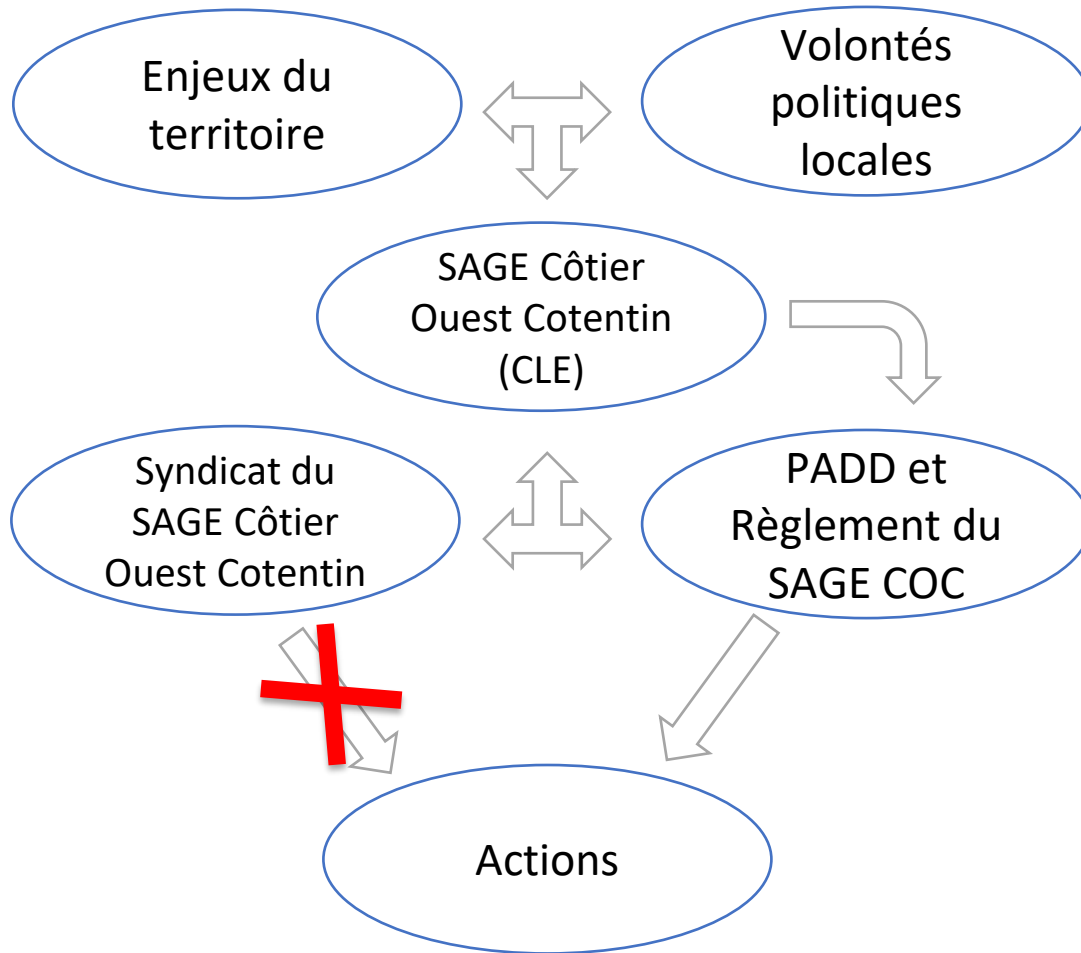 Enjeux du
territoire
Volontés
politiques
locales
SAGE Côtier
Ouest Cotentin
(CLE)
Syndicat du
SAGE Côtier
Ouest Cotentin
PADD et
Règlement du
SAGE COC
Actions